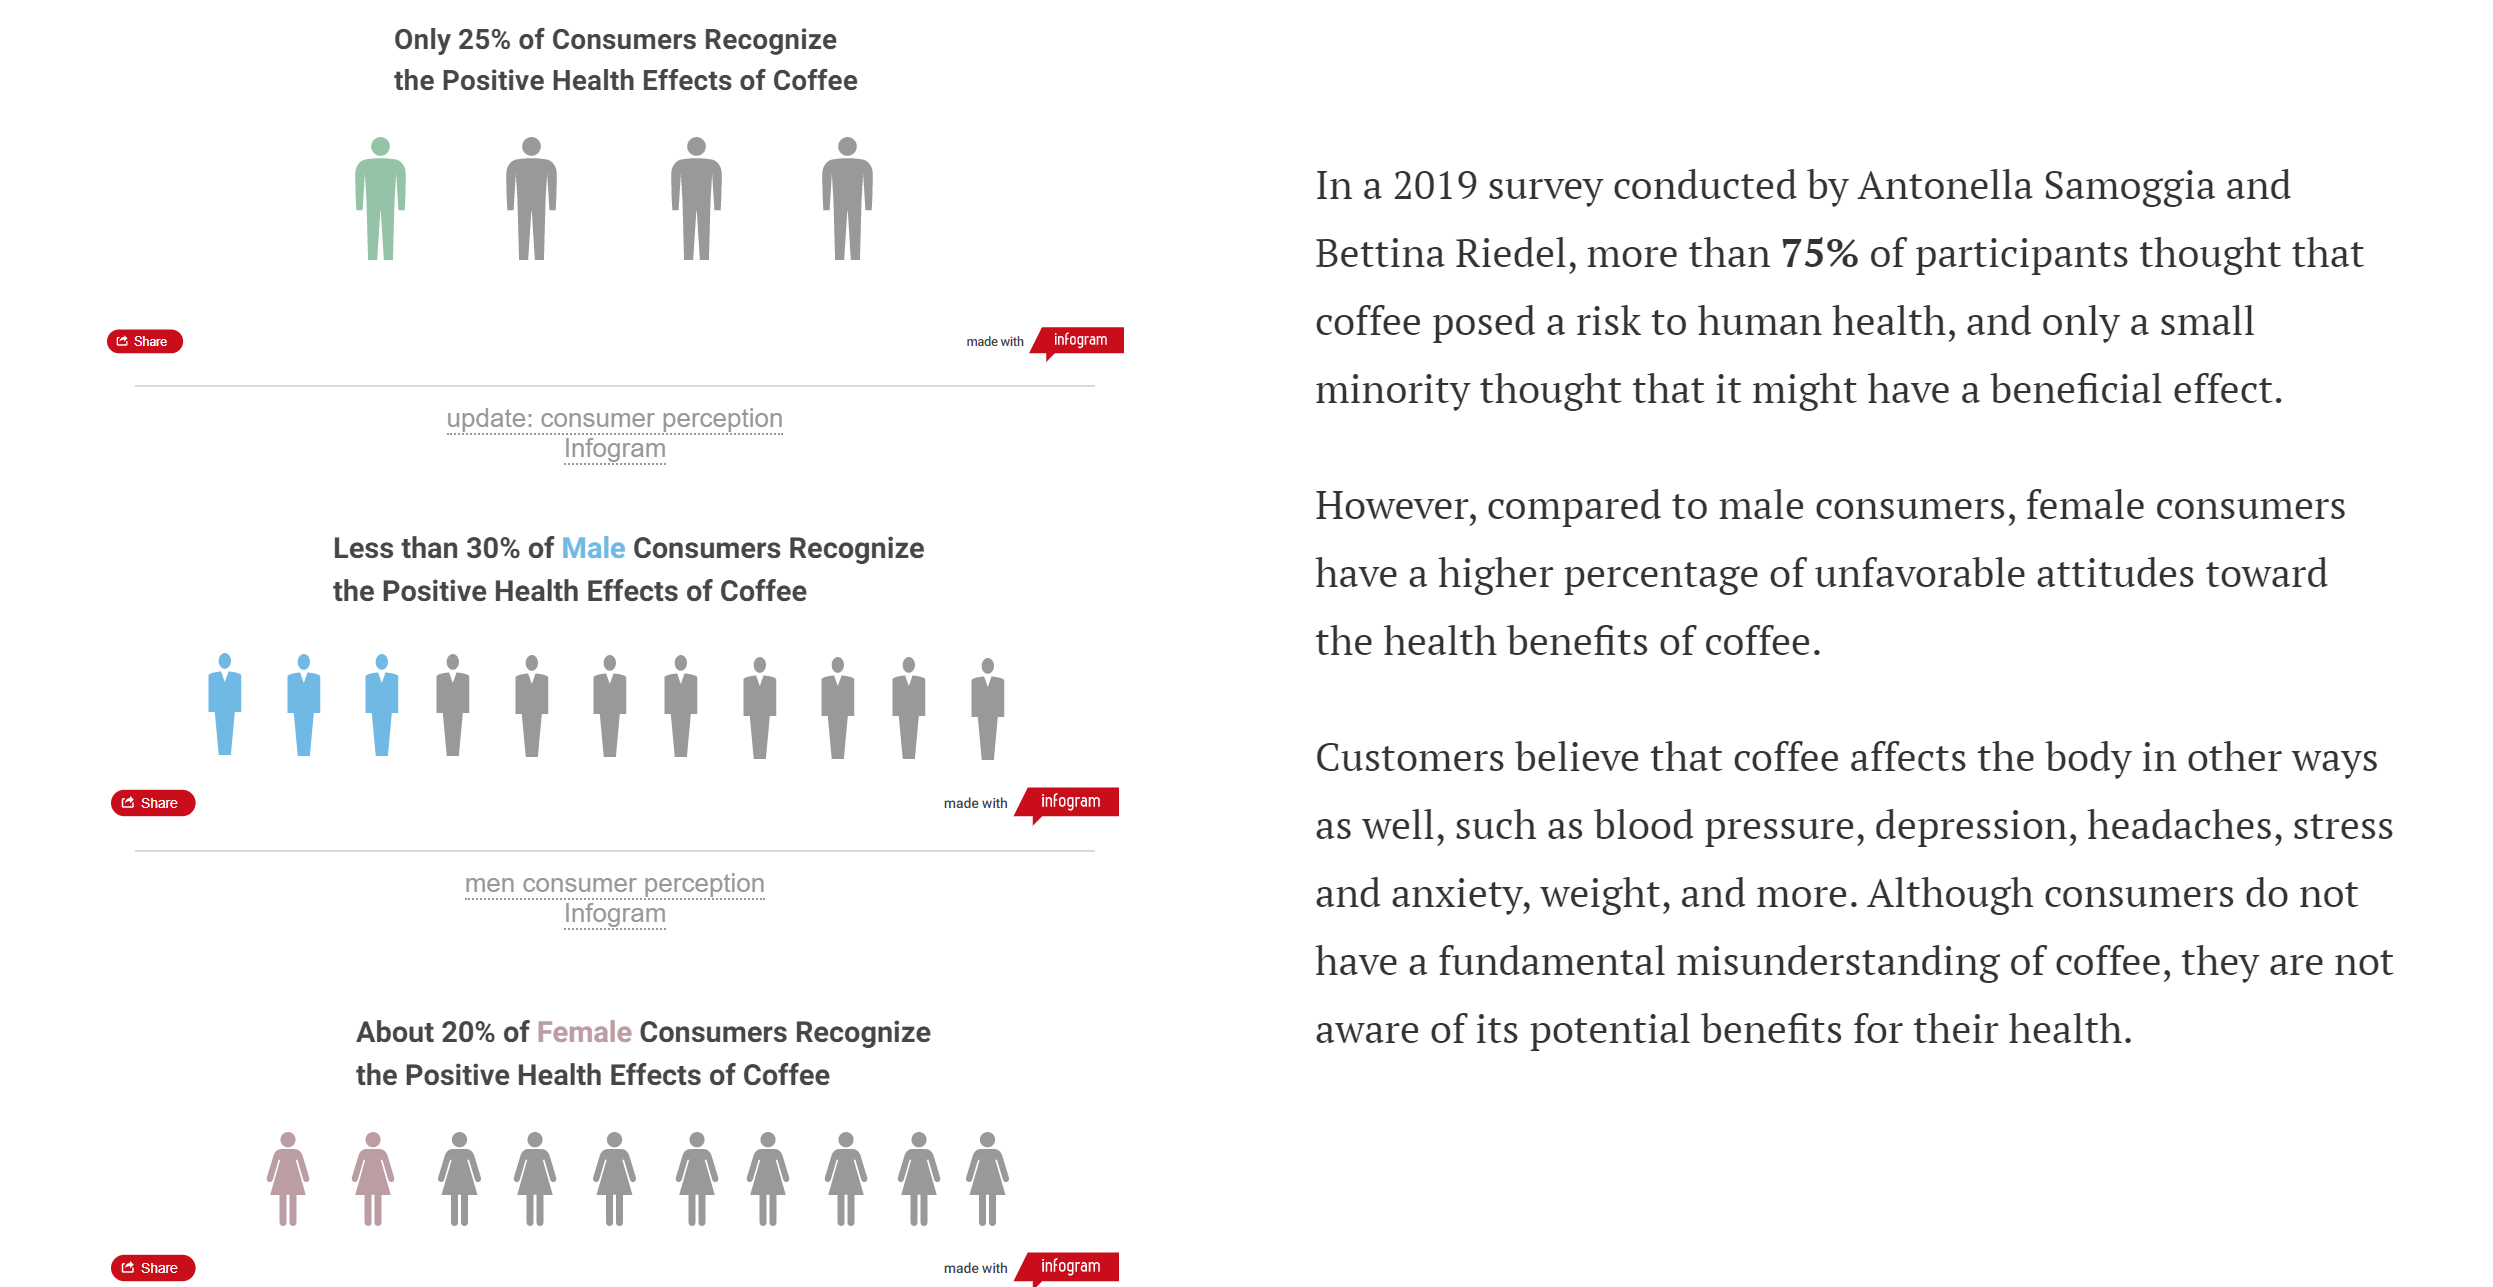 Only 25% of Consumers Recognize
the Positive Health Effects of Coffee
Share
made with infogram
update: consumer perception
Infogram
Less than 30% of Male Consumers Recognize
the Positive Health Effects of Coffee
Share
made with infogram
men consumer perception
Infogram
About 20% of Female Consumers Recognize
the Positive Health Effects of Coffee
Share
made with infogram
In a 2019 survey conducted by Antonella Samoggia and
Bettina Riedel, more than 75% of participants thought that
coffee posed a risk to human health, and only a small
minority thought that it might have a beneficial effect.
However, compared to male consumers, female consumers
have a higher percentage of unfavorable attitudes toward
the health benefits of coffee.
Customers believe that coffee affects the body in other ways
as well, such as blood pressure, depression, headaches, stress
and anxiety, weight, and more. Although consumers do not
have a fundamental misunderstanding of coffee, they are not
aware of its potential benefits for their health.